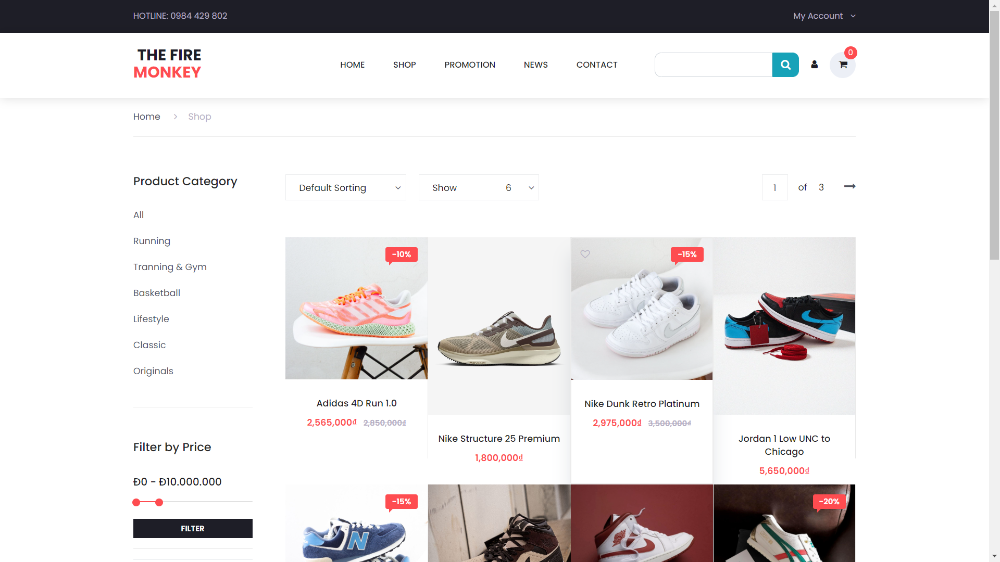 HOTLINE: 0984 429 802
My Account
THE FIRE
MONKEY
HOME
SHOP
PROMOTION
NEWS
CONTACT
0
Home
Shop
Product Category
All
Running
Tranning & Gym
Basketball
Lifestyle
Classic
Originals
Filter by Price
Đ0 - Đ10.000.000
FILTER
Default Sorting
Show 6
1 of 3
-10%
Adidas 4D Run 1.0
2,565,000₫ 2,850,000₫
Nike Structure 25 Premium
1,800,000₫
-15%
Nike Dunk Retro Platinum
2,975,000₫ 3,500,000₫
Jordan 1 Low UNC to
Chicago
5,650,000₫
-15%
N
-20%